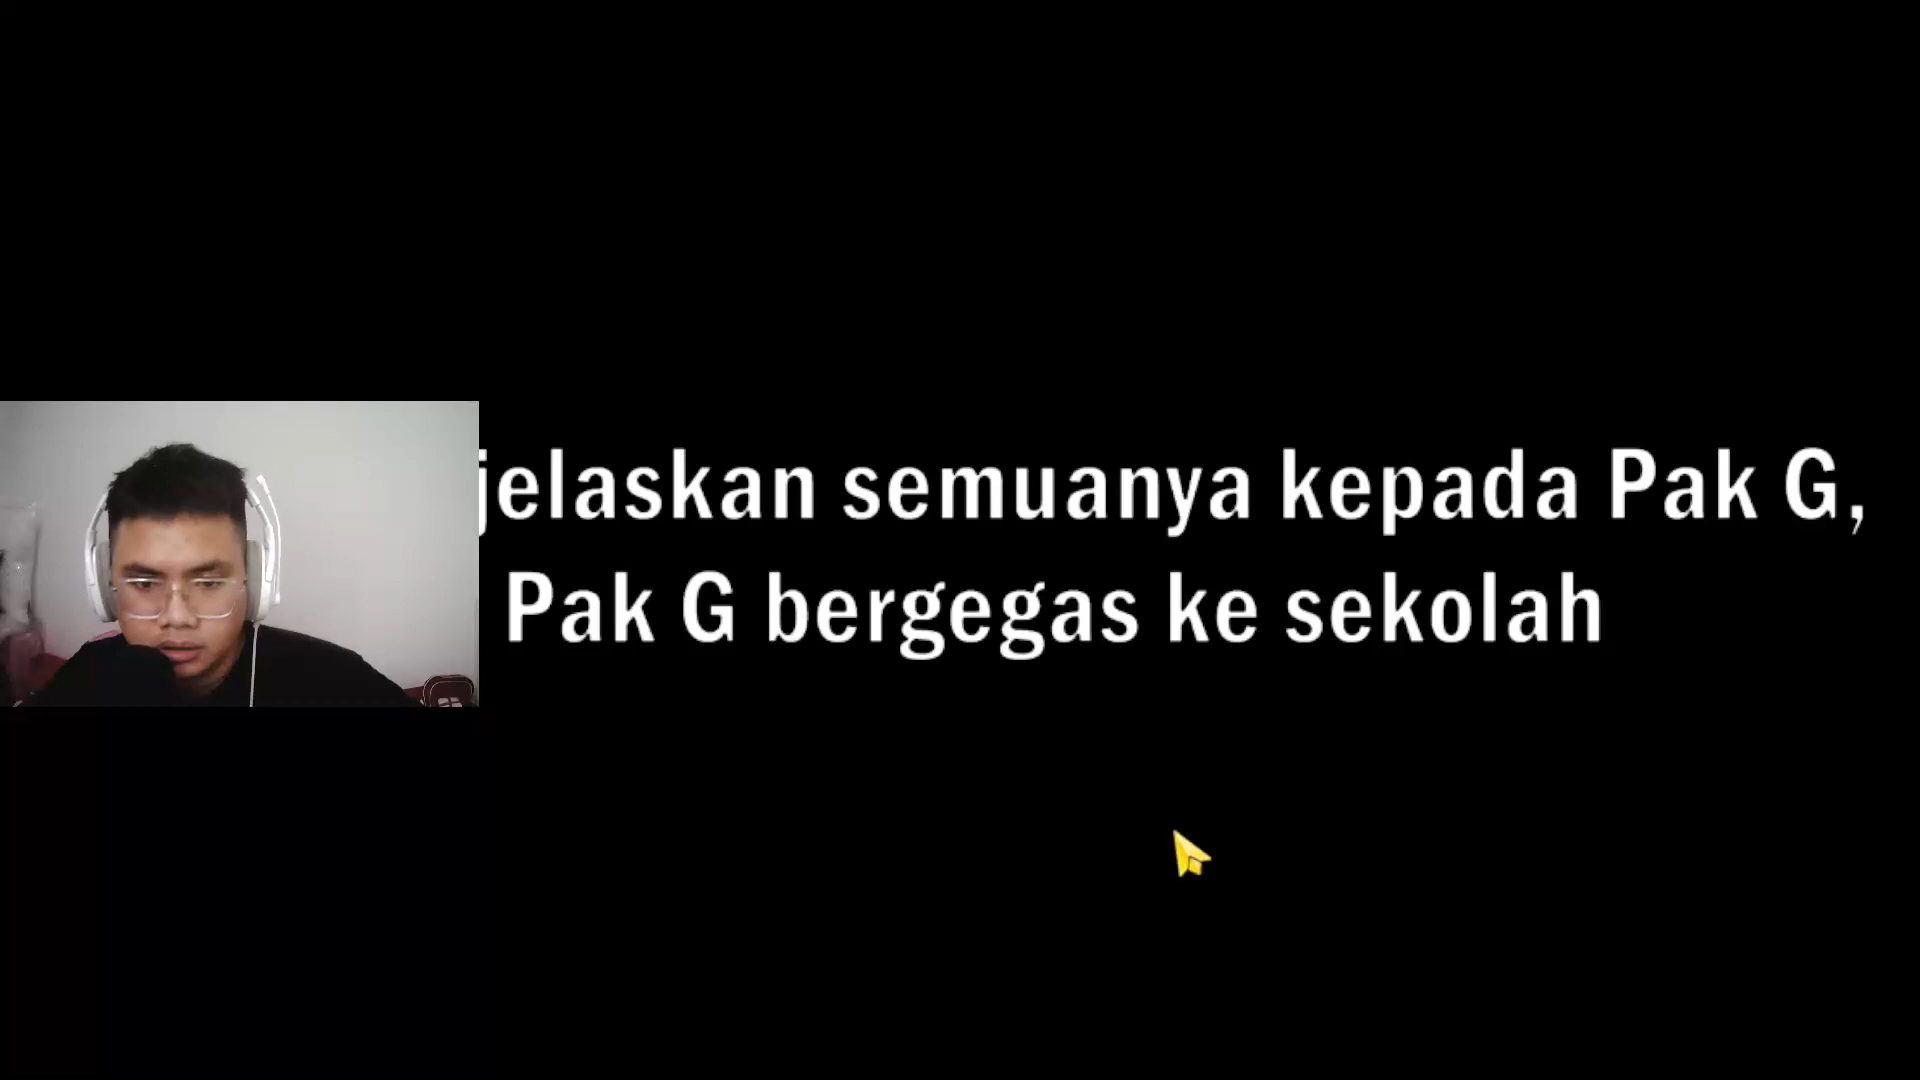 jelaskan semuanya kepada Pak G,
Pak G bergegas ke sekolah